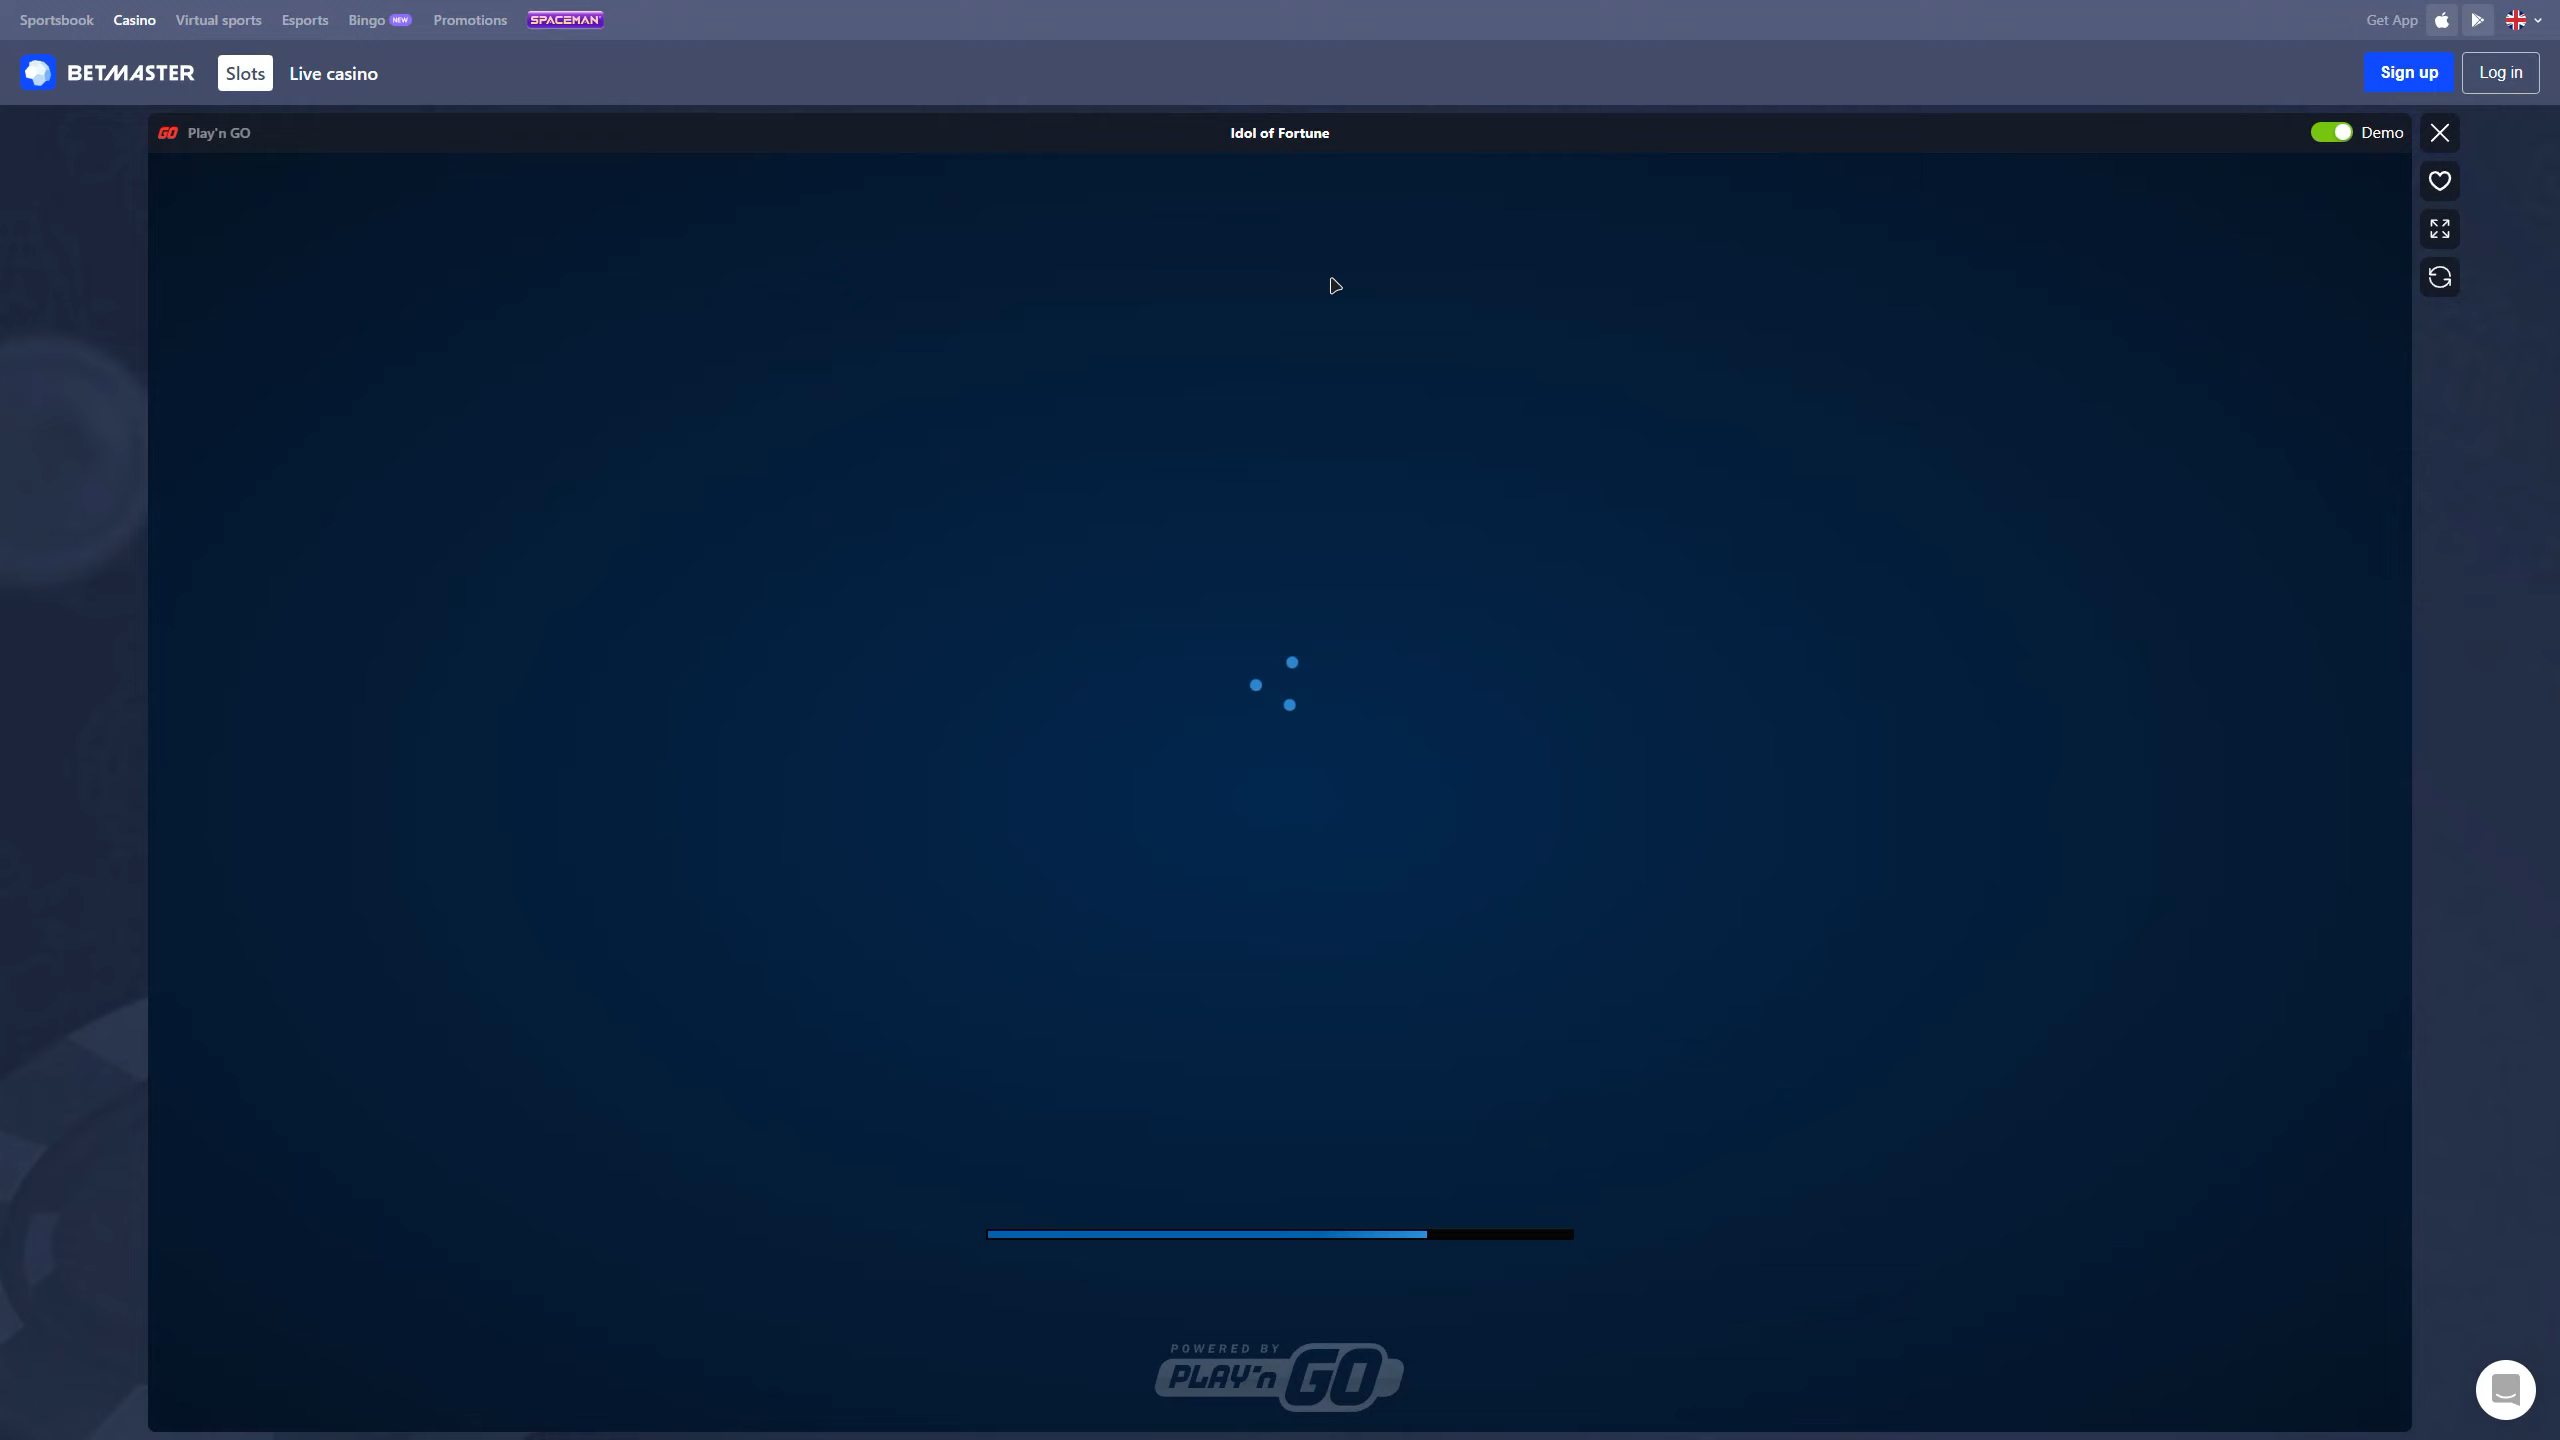 Sportsbook Casino Virtual sports Esports Bingo NEW Promotions SPACEMAN Get App
BETMASTER Slots Live casino Sign up Log in
GO Play'n GO Idol of Fortune Demo
POWERED BY
PLAY'n GO